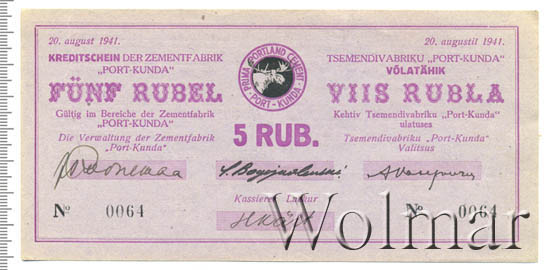 20. august 1941.
KREDITSCHEIN DER ZEMENTFABRIK
„PORT-KUNDA“
FÜNF RUBEL
Gültig im Bereiche der Zementfabrik
„PORT-KUNDA“
Die Verwaltung der Zementfabrik
„Port-Kunda“
PRIMA PORTLAND CEMENT
PORT-KUNDA
5 RUB.
20. augustil 1941.
TSEMENDIVABRIKU „PORT-KUNDA“
VÕLATÄHIK
VIIS RUBLA
Kehtiv Tsemendivabriku „Port-Kunda“
ulatuses
Tsemendivabriku „Port-Kunda“
Valitsus
Kassierer Laekur
№ 0064
№ 0064
Wolmar